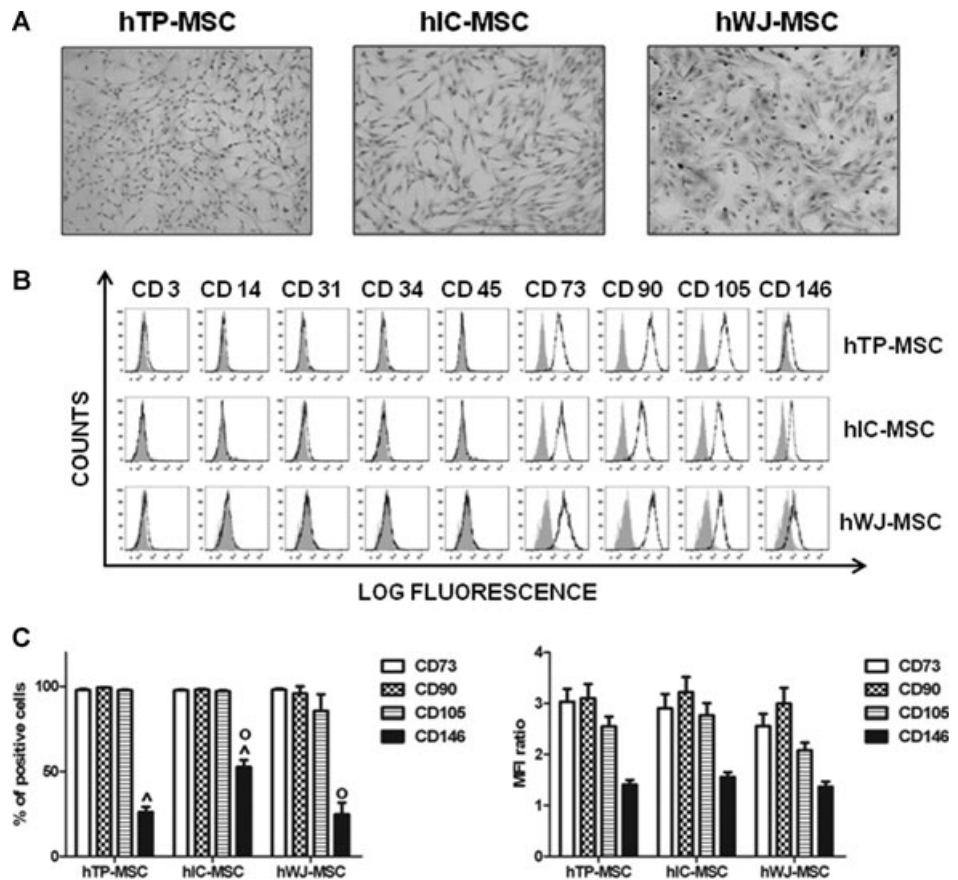 A
hTP-MSC hIC-MSC hWJ-MSC
B
CD 3 CD 14 CD 31 CD 34 CD 45 CD 73 CD 90 CD 105 CD 146
hTP-MSC
hIC-MSC
hWJ-MSC
COUNTS
LOG FLUORESCENCE
C
% of positive cells
100
50
0
^
O
^
O
hTP-MSC hIC-MSC hWJ-MSC
CD73
CD90
CD105
CD146
MFI ratio
4
3
2
1
0
hTP-MSC hIC-MSC hWJ-MSC
CD73
CD90
CD105
CD146